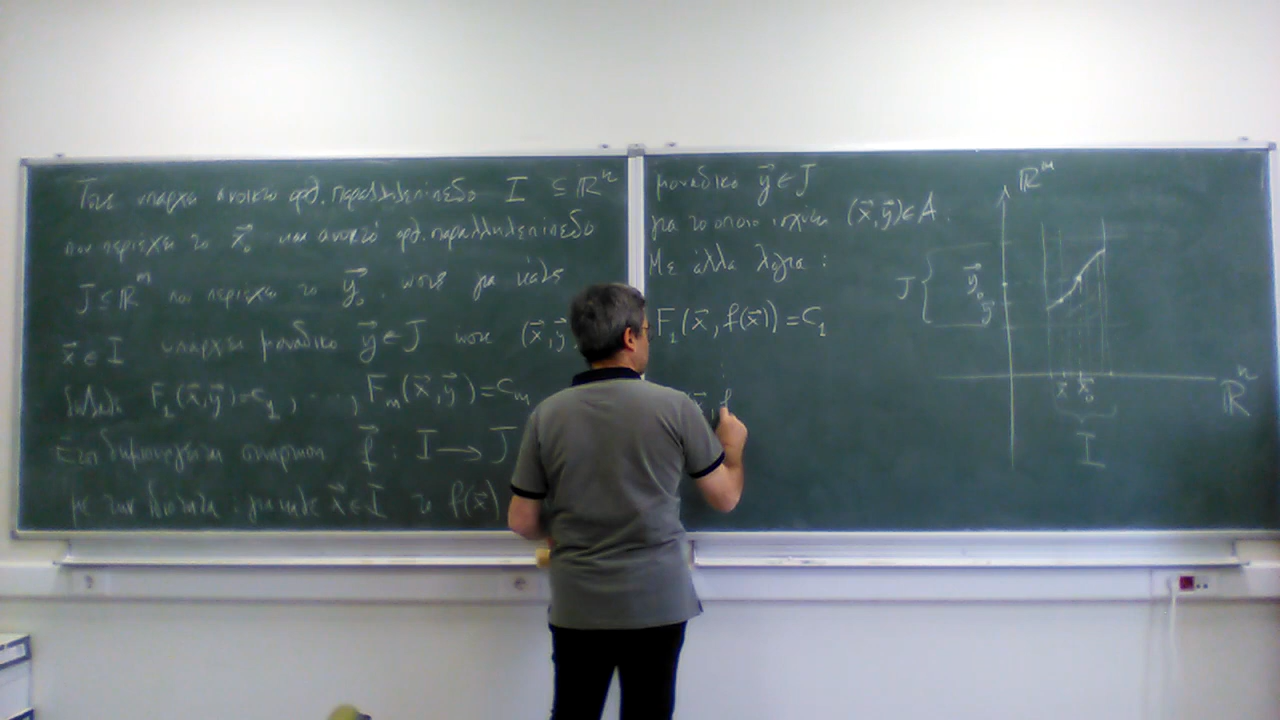 Τότε υπάρχει ανοικτό ορθ. παραλληλεπίπεδο I ⊆ ℝⁿ
που περιέχει το x⃗₀ και ανοικτό ορθ. παραλληλεπίπεδο
J ⊆ ℝᵐ που περιέχει το y⃗₀, ώστε για κάθε
x⃗ ∈ I υπάρχει μοναδικό y⃗ ∈ J ώστε (x⃗, y⃗
δηλαδή F₁(x⃗,y⃗)=c₁, ..., Fₘ(x⃗,y⃗)=cₘ
Έτσι δημιουργείται συνάρτηση f⃗ : I → J
με την ιδιότητα: για κάθε x⃗ ∈ I το f(x⃗)
μοναδικό y⃗ ∈ J
για το οποίο ισχύει (x⃗,y⃗) ∈ A.
Με άλλα λόγια :
F₁(x⃗, f(x⃗)) = c₁
x⃗, f
ℝᵐ
J
y⃗₀
y⃗
x⃗ x⃗₀
ℝⁿ
I